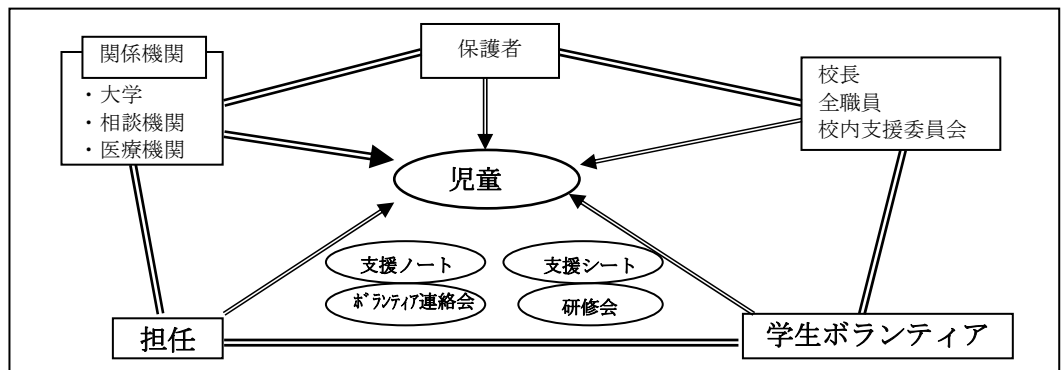 関係機関
・大学
・相談機関
・医療機関
保護者
校長
全職員
校内支援委員会
児童
支援ノート
支援シート
ﾎﾞﾗﾝﾃｨｱ連絡会
研修会
担任
学生ボランティア